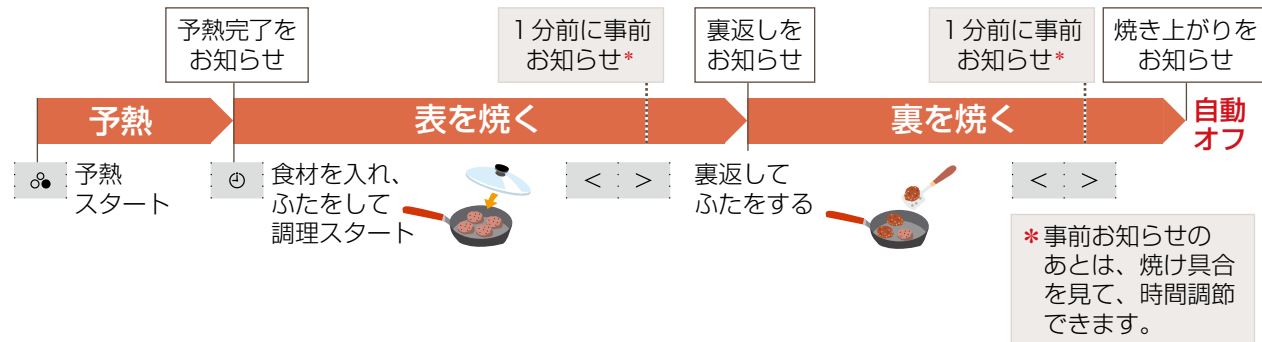 予熱完了を
お知らせ
1分前に事前
お知らせ*
裏返しを
お知らせ
1分前に事前
お知らせ*
焼き上がりを
お知らせ
予熱
表を焼く
裏を焼く
自動
オフ
予熱
スタート
食材を入れ、
ふたをして
調理スタート
< >
裏返して
ふたをする
< >
*事前お知らせの
あとは、焼け具合
を見て、時間調節
できます。